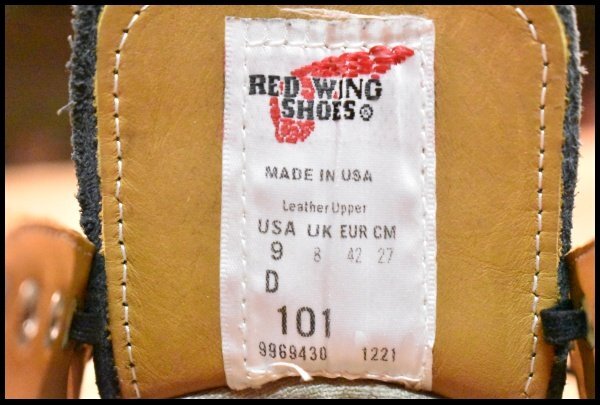 RED WING
SHOES®
MADE IN USA
Leather Upper
USA UK EUR CM
9 8 42 27
D
101
9969430 1221